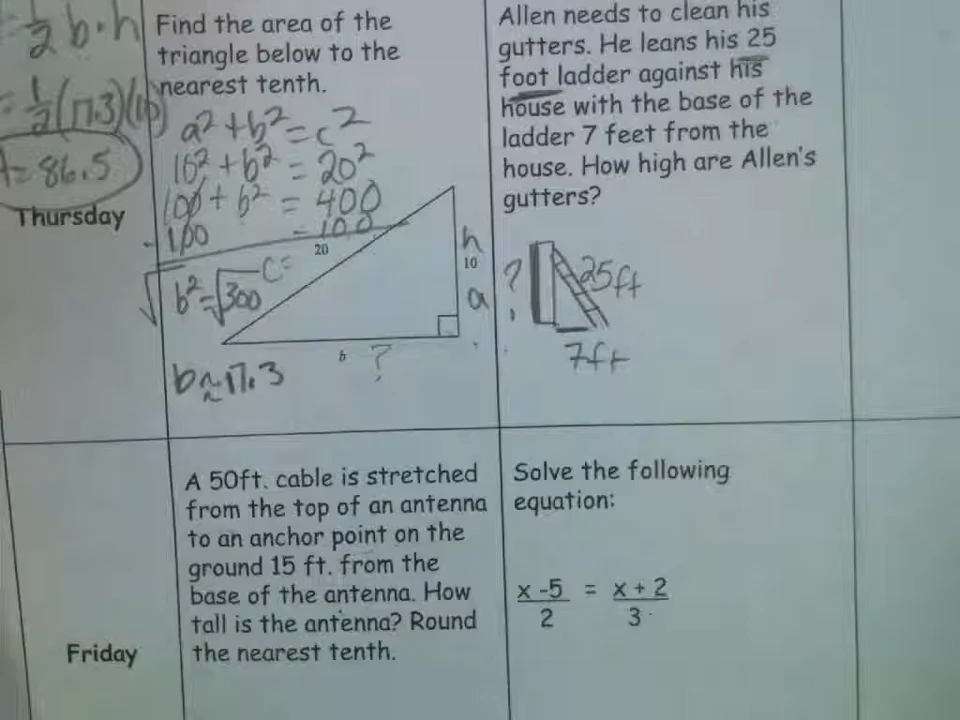 = 1/2 b·h
= 1/2(17.3)(10)
A = 86.5
Thursday
Find the area of the
triangle below to the
nearest tenth.
a² + b² = c²
10² + b² = 20²
100 + b² = 400
- 100 - 100
20
c =
b² = √300
b ≈ 17.3
h
10
a
b
?
Allen needs to clean his
gutters. He leans his 25
foot ladder against his
house with the base of the
ladder 7 feet from the
house. How high are Allen's
gutters?
?
25ft
7ft
Friday
A 50ft. cable is stretched
from the top of an antenna
to an anchor point on the
ground 15 ft. from the
base of the antenna. How
tall is the antenna? Round
the nearest tenth.
Solve the following
equation:
x - 5 = x + 2
2 3